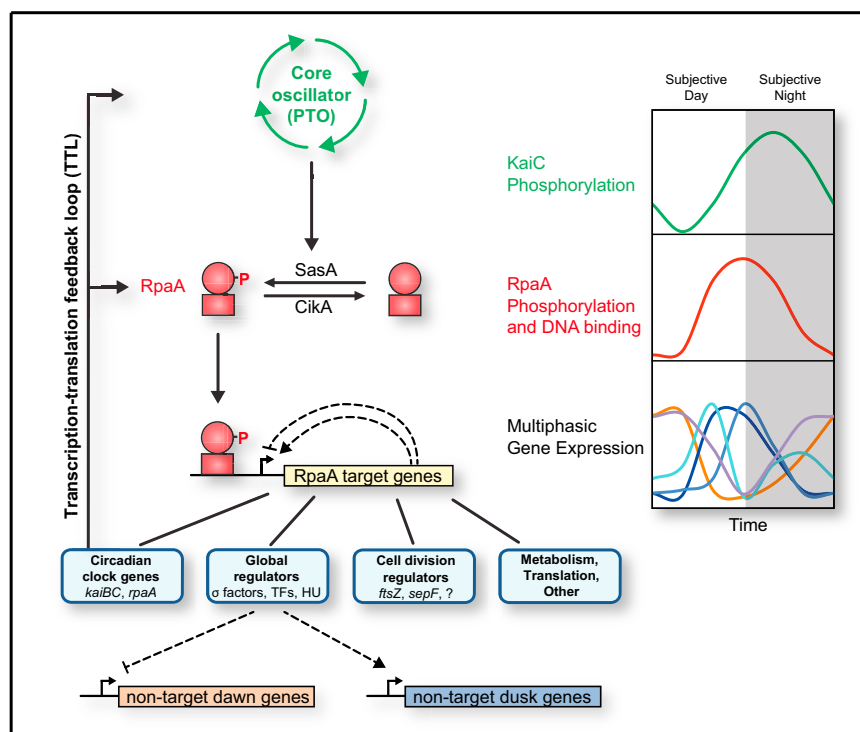 Core
oscillator
(PTO)
Transcription-translation feedback loop (TTL)
RpaA
P
SasA
CikA
P
RpaA target genes
Circadian
clock genes
kaiBC, rpaA
Global
regulators
σ factors, TFs, HU
Cell division
regulators
ftsZ, sepF, ?
Metabolism,
Translation,
Other
non-target dawn genes
non-target dusk genes
Subjective
Day
Subjective
Night
KaiC
Phosphorylation
RpaA
Phosphorylation
and DNA binding
Multiphasic
Gene Expression
Time